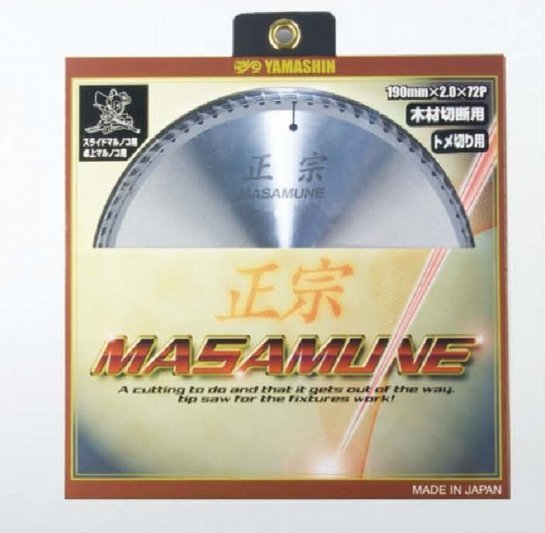 YAMASHIN
190mm×2.0×72P
木材切断用
トメ切り用
スライドマルノコ用
卓上マルノコ用
正宗
MASAMUNE
正宗
MASAMUNE
A cutting to do and that it gets out of the way.
tip saw for the fixtures work!
MADE IN JAPAN